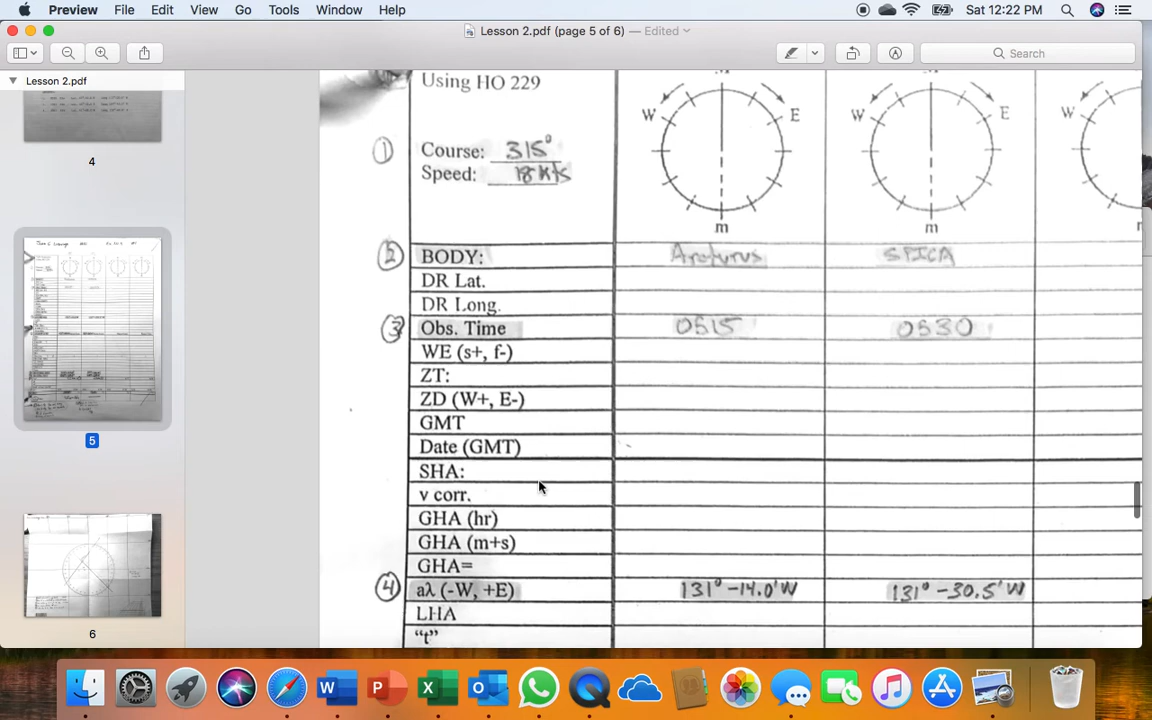 Preview File Edit View Go Tools Window Help Sat 12:22 PM
Lesson 2.pdf (page 5 of 6) — Edited
Search
Lesson 2.pdf
4
5
6
Using HO 229
W E W E W
① Course: 315°
Speed: 18 kts
m m
② BODY: Arcturus SPICA
DR Lat.
DR Long.
③ Obs. Time 0515 0530
WE (s+, f-)
ZT:
ZD (W+, E-)
GMT
Date (GMT)
SHA:
v corr.
GHA (hr)
GHA (m+s)
GHA=
④ aλ (-W, +E) 131° -14.0'W 131° -30.5'W
LHA
"t"
W P X O